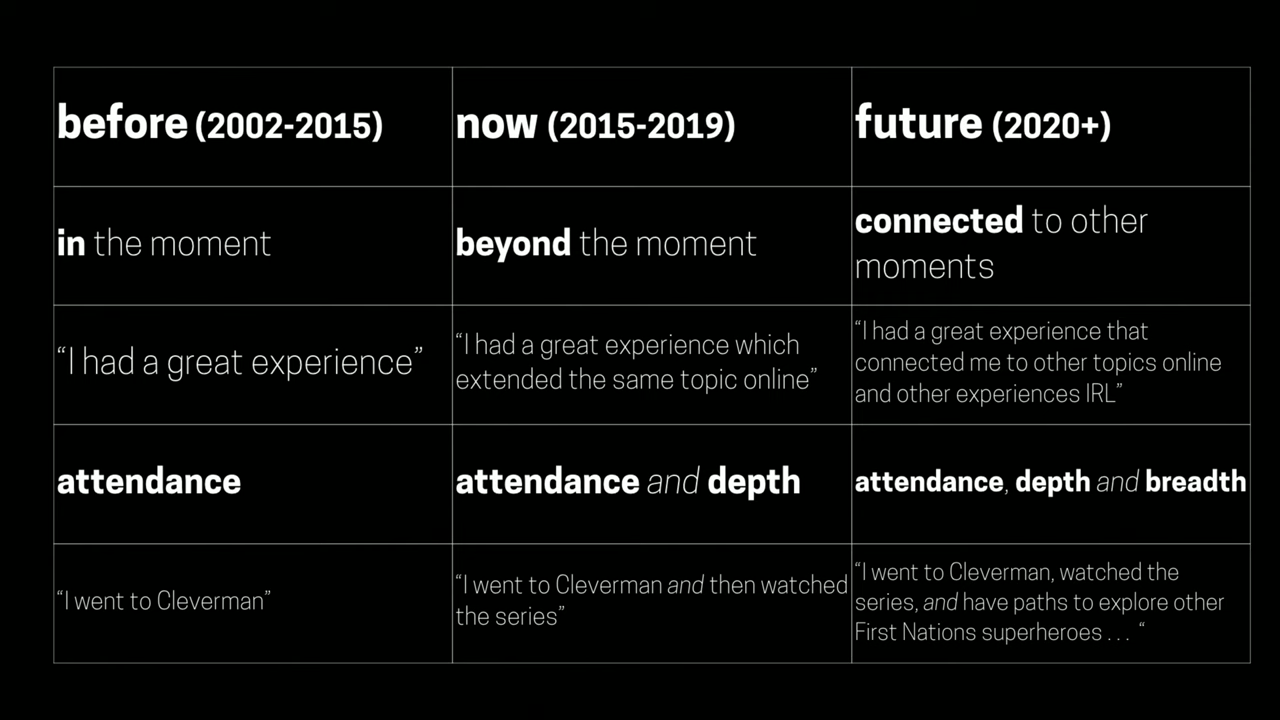 before (2002-2015)
now (2015-2019)
future (2020+)
in the moment
beyond the moment
connected to other
moments
“I had a great experience”
“I had a great experience which
extended the same topic online”
“I had a great experience that
connected me to other topics online
and other experiences IRL”
attendance
attendance and depth
attendance, depth and breadth
“I went to Cleverman”
“I went to Cleverman and then watched
the series”
“I went to Cleverman, watched the
series, and have paths to explore other
First Nations superheroes . . . “